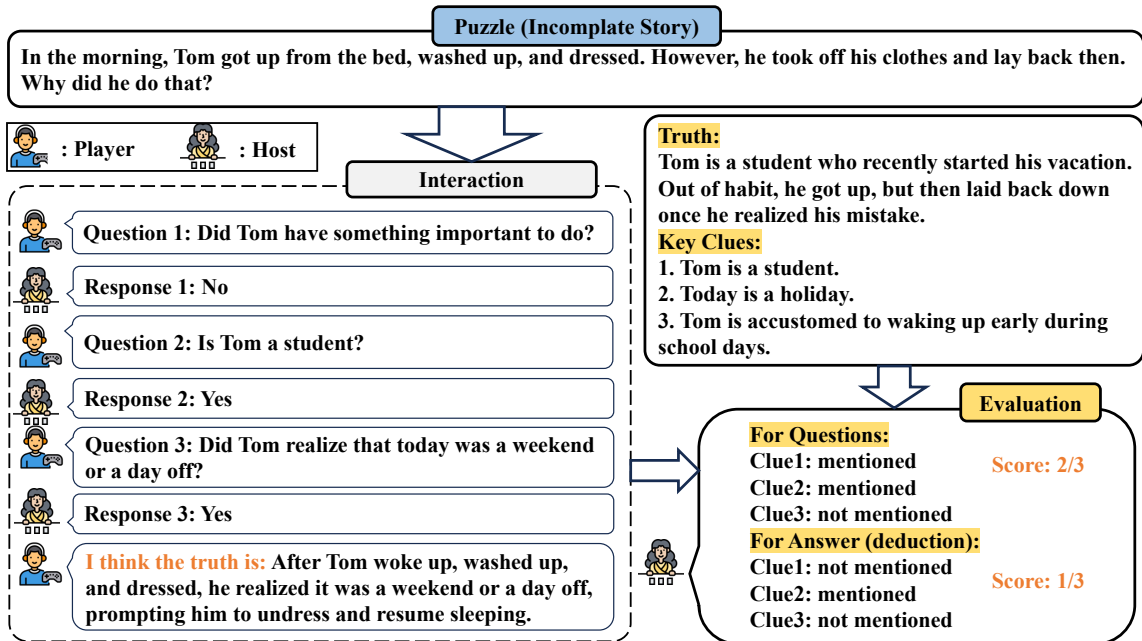 Puzzle (Incomplate Story)
In the morning, Tom got up from the bed, washed up, and dressed. However, he took off his clothes and lay back then.
Why did he do that?
: Player
: Host
Interaction
Question 1: Did Tom have something important to do?
Response 1: No
Question 2: Is Tom a student?
Response 2: Yes
Question 3: Did Tom realize that today was a weekend
or a day off?
Response 3: Yes
I think the truth is: After Tom woke up, washed up,
and dressed, he realized it was a weekend or a day off,
prompting him to undress and resume sleeping.
Truth:
Tom is a student who recently started his vacation.
Out of habit, he got up, but then laid back down
once he realized his mistake.
Key Clues:
1. Tom is a student.
2. Today is a holiday.
3. Tom is accustomed to waking up early during
school days.
Evaluation
For Questions:
Clue1: mentioned
Clue2: mentioned
Clue3: not mentioned
Score: 2/3
For Answer (deduction):
Clue1: not mentioned
Clue2: mentioned
Clue3: not mentioned
Score: 1/3